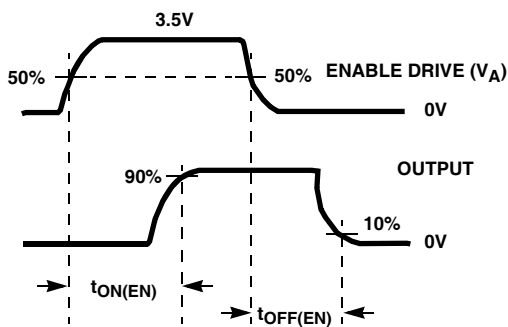 3.5V
50%
50%
ENABLE DRIVE (VA)
0V
OUTPUT
90%
10%
0V
tON(EN)
tOFF(EN)